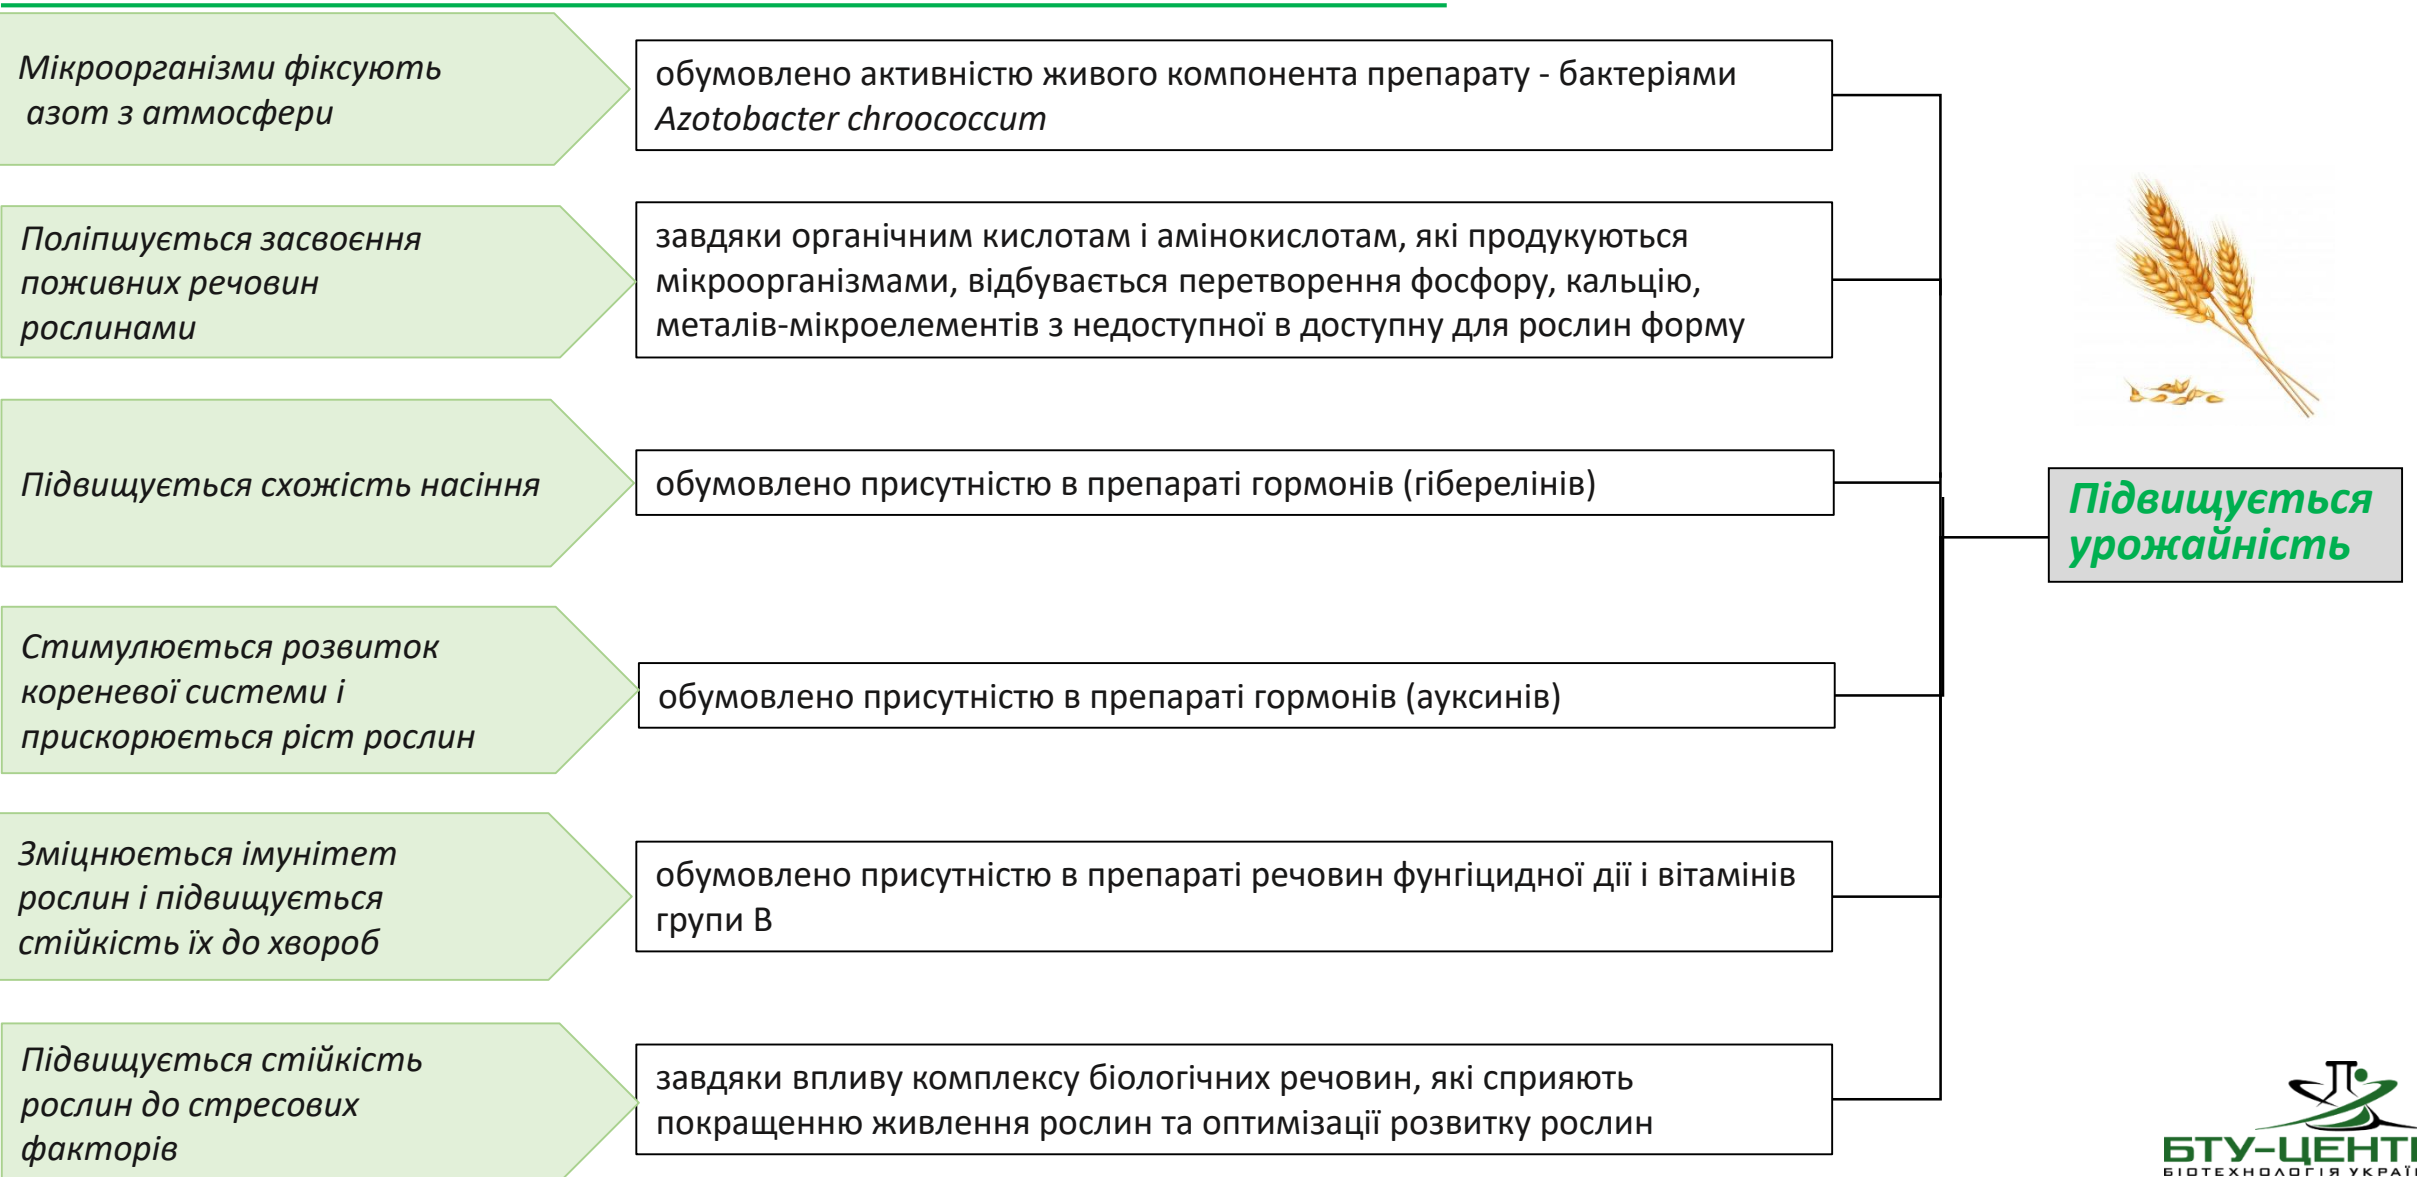 Мікроорганізми фіксують
азот з атмосфери
обумовлено активністю живого компонента препарату - бактеріями
Azotobacter chroococcum
Поліпшується засвоєння
поживних речовин
рослинами
завдяки органічним кислотам і амінокислотам, які продукуються
мікроорганізмами, відбувається перетворення фосфору, кальцію,
металів-мікроелементів з недоступної в доступну для рослин форму
Підвищується схожість насіння
обумовлено присутністю в препараті гормонів (гіберелінів)
Підвищується
урожайність
Стимулюється розвиток
кореневої системи і
прискорюється ріст рослин
обумовлено присутністю в препараті гормонів (ауксинів)
Зміцнюється імунітет
рослин і підвищується
стійкість їх до хвороб
обумовлено присутністю в препараті речовин фунгіцидної дії і вітамінів
групи В
Підвищується стійкість
рослин до стресових
факторів
завдяки впливу комплексу біологічних речовин, які сприяють
покращенню живлення рослин та оптимізації розвитку рослин
БТУ-ЦЕНТ
БІОТЕХНОЛОГІЯ УКРАЇ